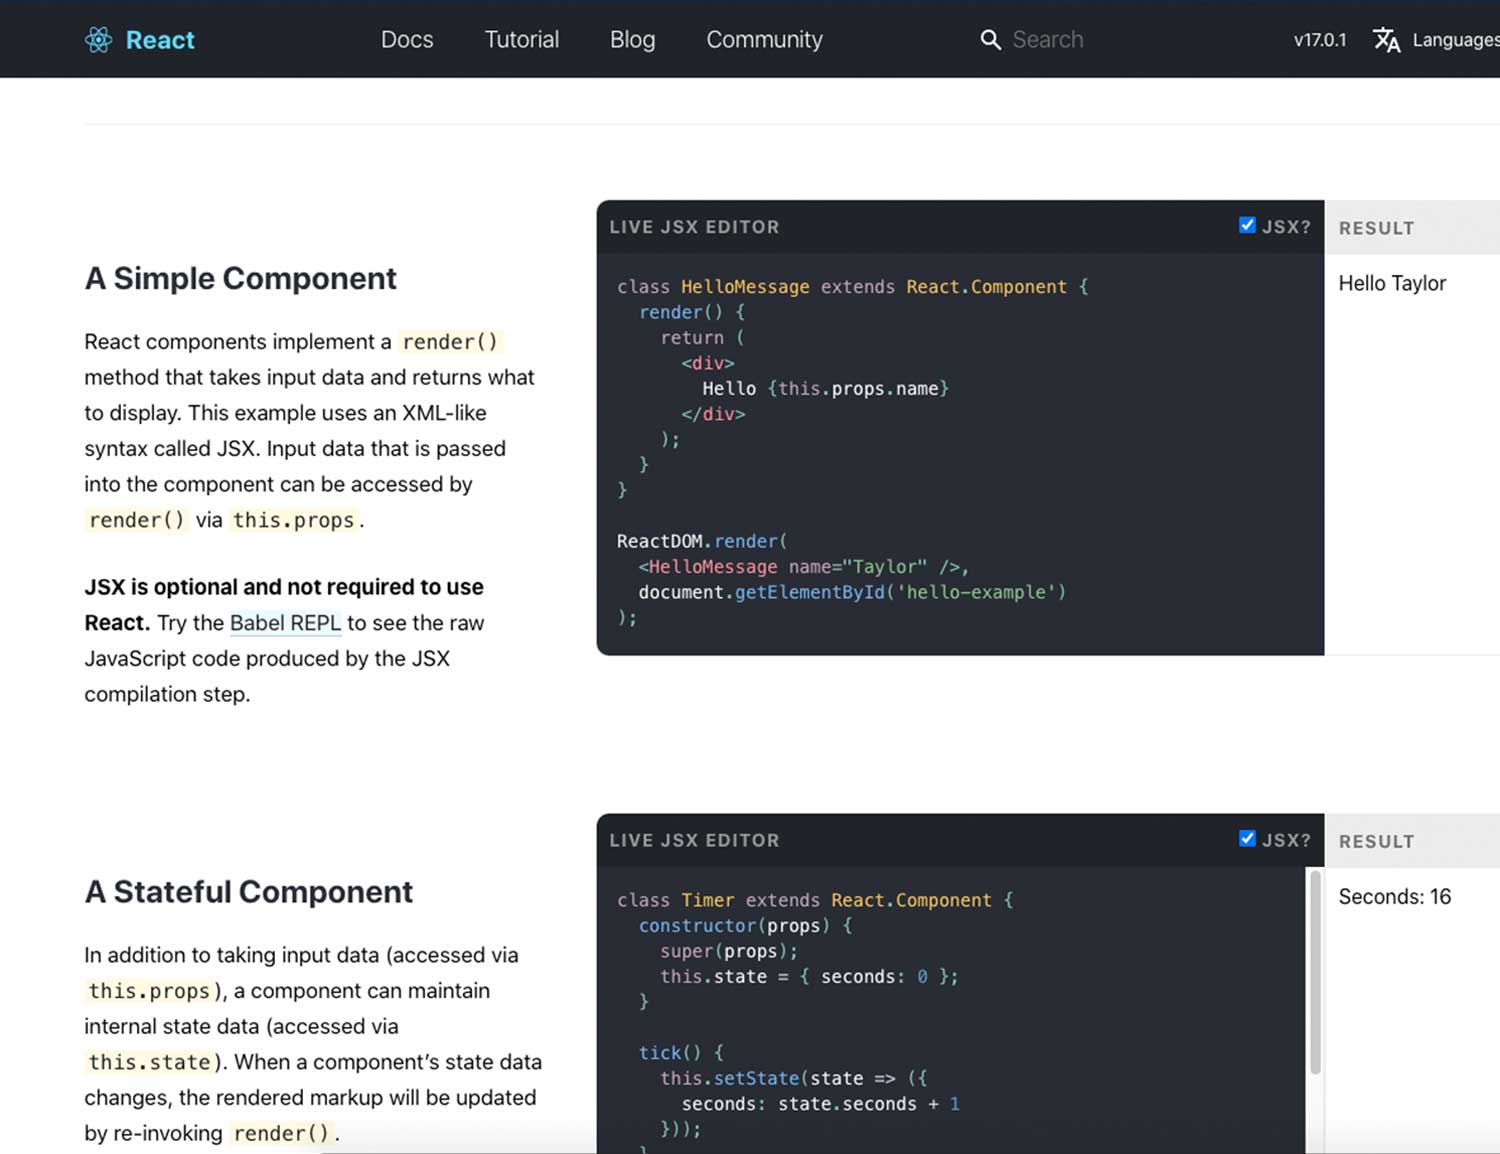 React Docs Tutorial Blog Community Search v17.0.1 Languages
A Simple Component
React components implement a render()
method that takes input data and returns what
to display. This example uses an XML-like
syntax called JSX. Input data that is passed
into the component can be accessed by
render() via this.props.
JSX is optional and not required to use
React. Try the Babel REPL to see the raw
JavaScript code produced by the JSX
compilation step.
LIVE JSX EDITOR JSX?
class HelloMessage extends React.Component {
  render() {
    return (
      <div>
        Hello {this.props.name}
      </div>
    );
  }
}

ReactDOM.render(
  <HelloMessage name="Taylor" />,
  document.getElementById('hello-example')
);
RESULT
Hello Taylor
A Stateful Component
In addition to taking input data (accessed via
this.props), a component can maintain
internal state data (accessed via
this.state). When a component’s state data
changes, the rendered markup will be updated
by re-invoking render().
LIVE JSX EDITOR JSX?
class Timer extends React.Component {
  constructor(props) {
    super(props);
    this.state = { seconds: 0 };
  }

  tick() {
    this.setState(state => ({
      seconds: state.seconds + 1
    }));
  }
RESULT
Seconds: 16